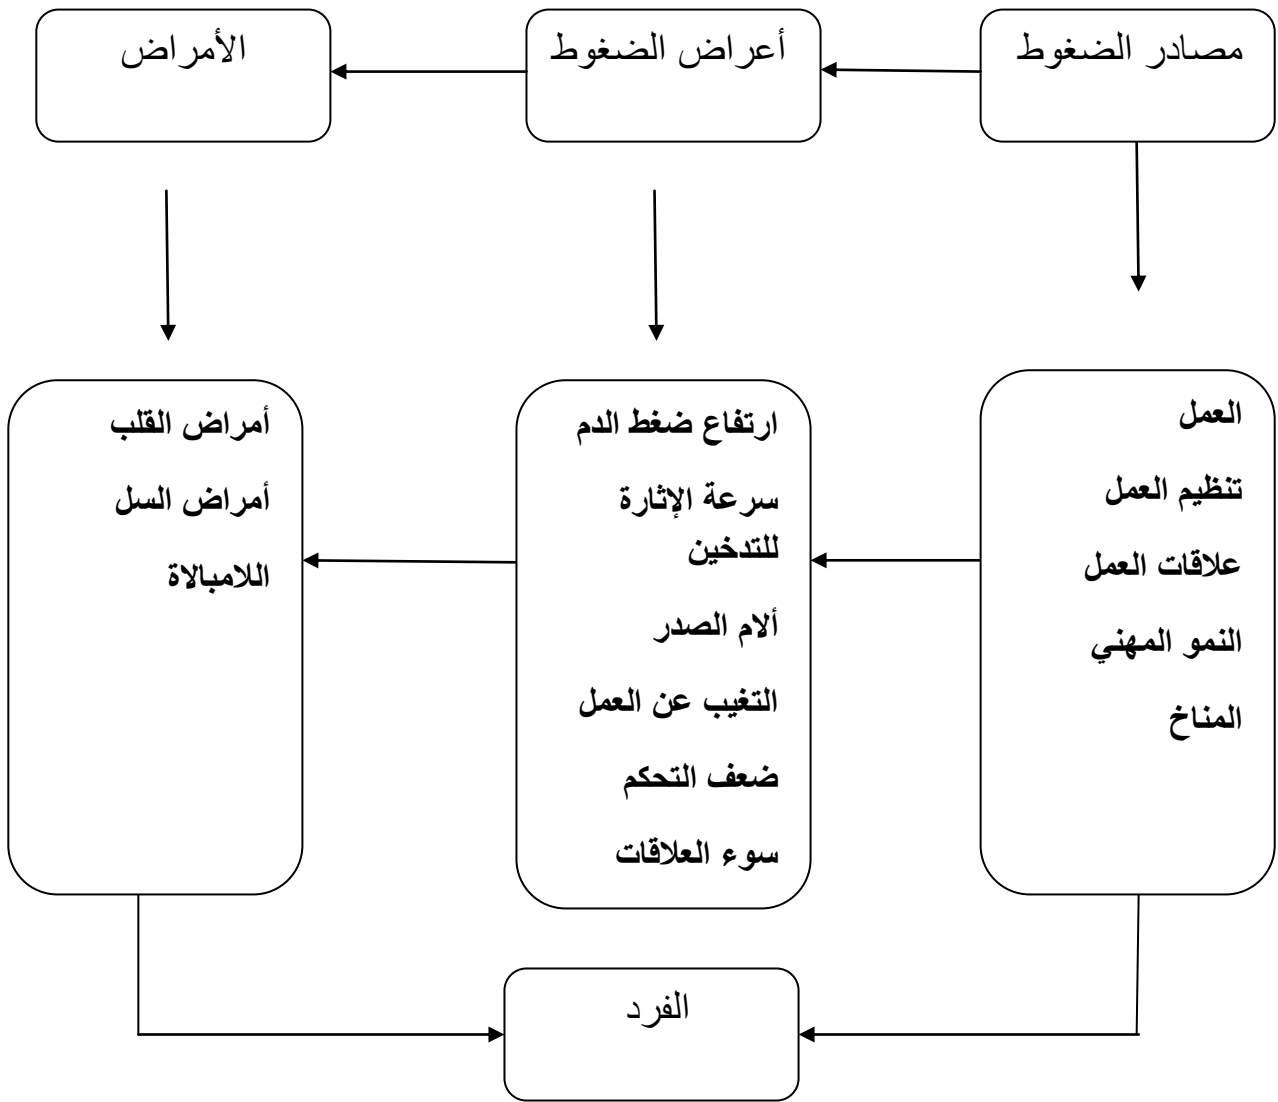 مصادر الضغوط
أعراض الضغوط
الأمراض
العمل
تنظيم العمل
علاقات العمل
النمو المهني
المناخ
ارتفاع ضغط الدم
سرعة الإثارة
للتدخين
ألام الصدر
التغيب عن العمل
ضعف التحكم
سوء العلاقات
أمراض القلب
أمراض السل
اللامبالاة
الفرد